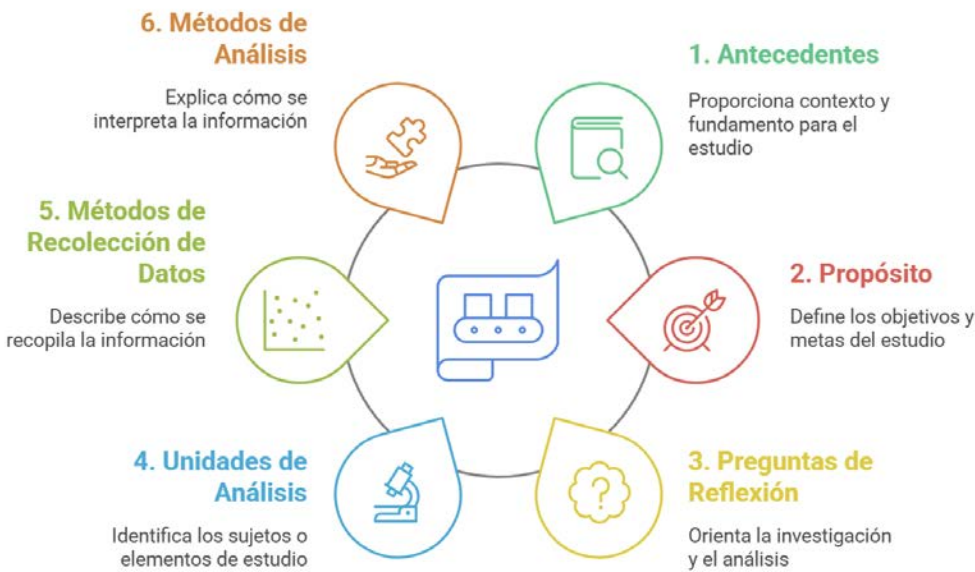 1. Antecedentes
Proporciona contexto y
fundamento para el
estudio
2. Propósito
Define los objetivos y
metas del estudio
3. Preguntas de
Reflexión
Orienta la investigación
y el análisis
4. Unidades de
Análisis
Identifica los sujetos o
elementos de estudio
5. Métodos de
Recolección de
Datos
Describe cómo se
recopila la información
6. Métodos de
Análisis
Explica cómo se
interpreta la información
?